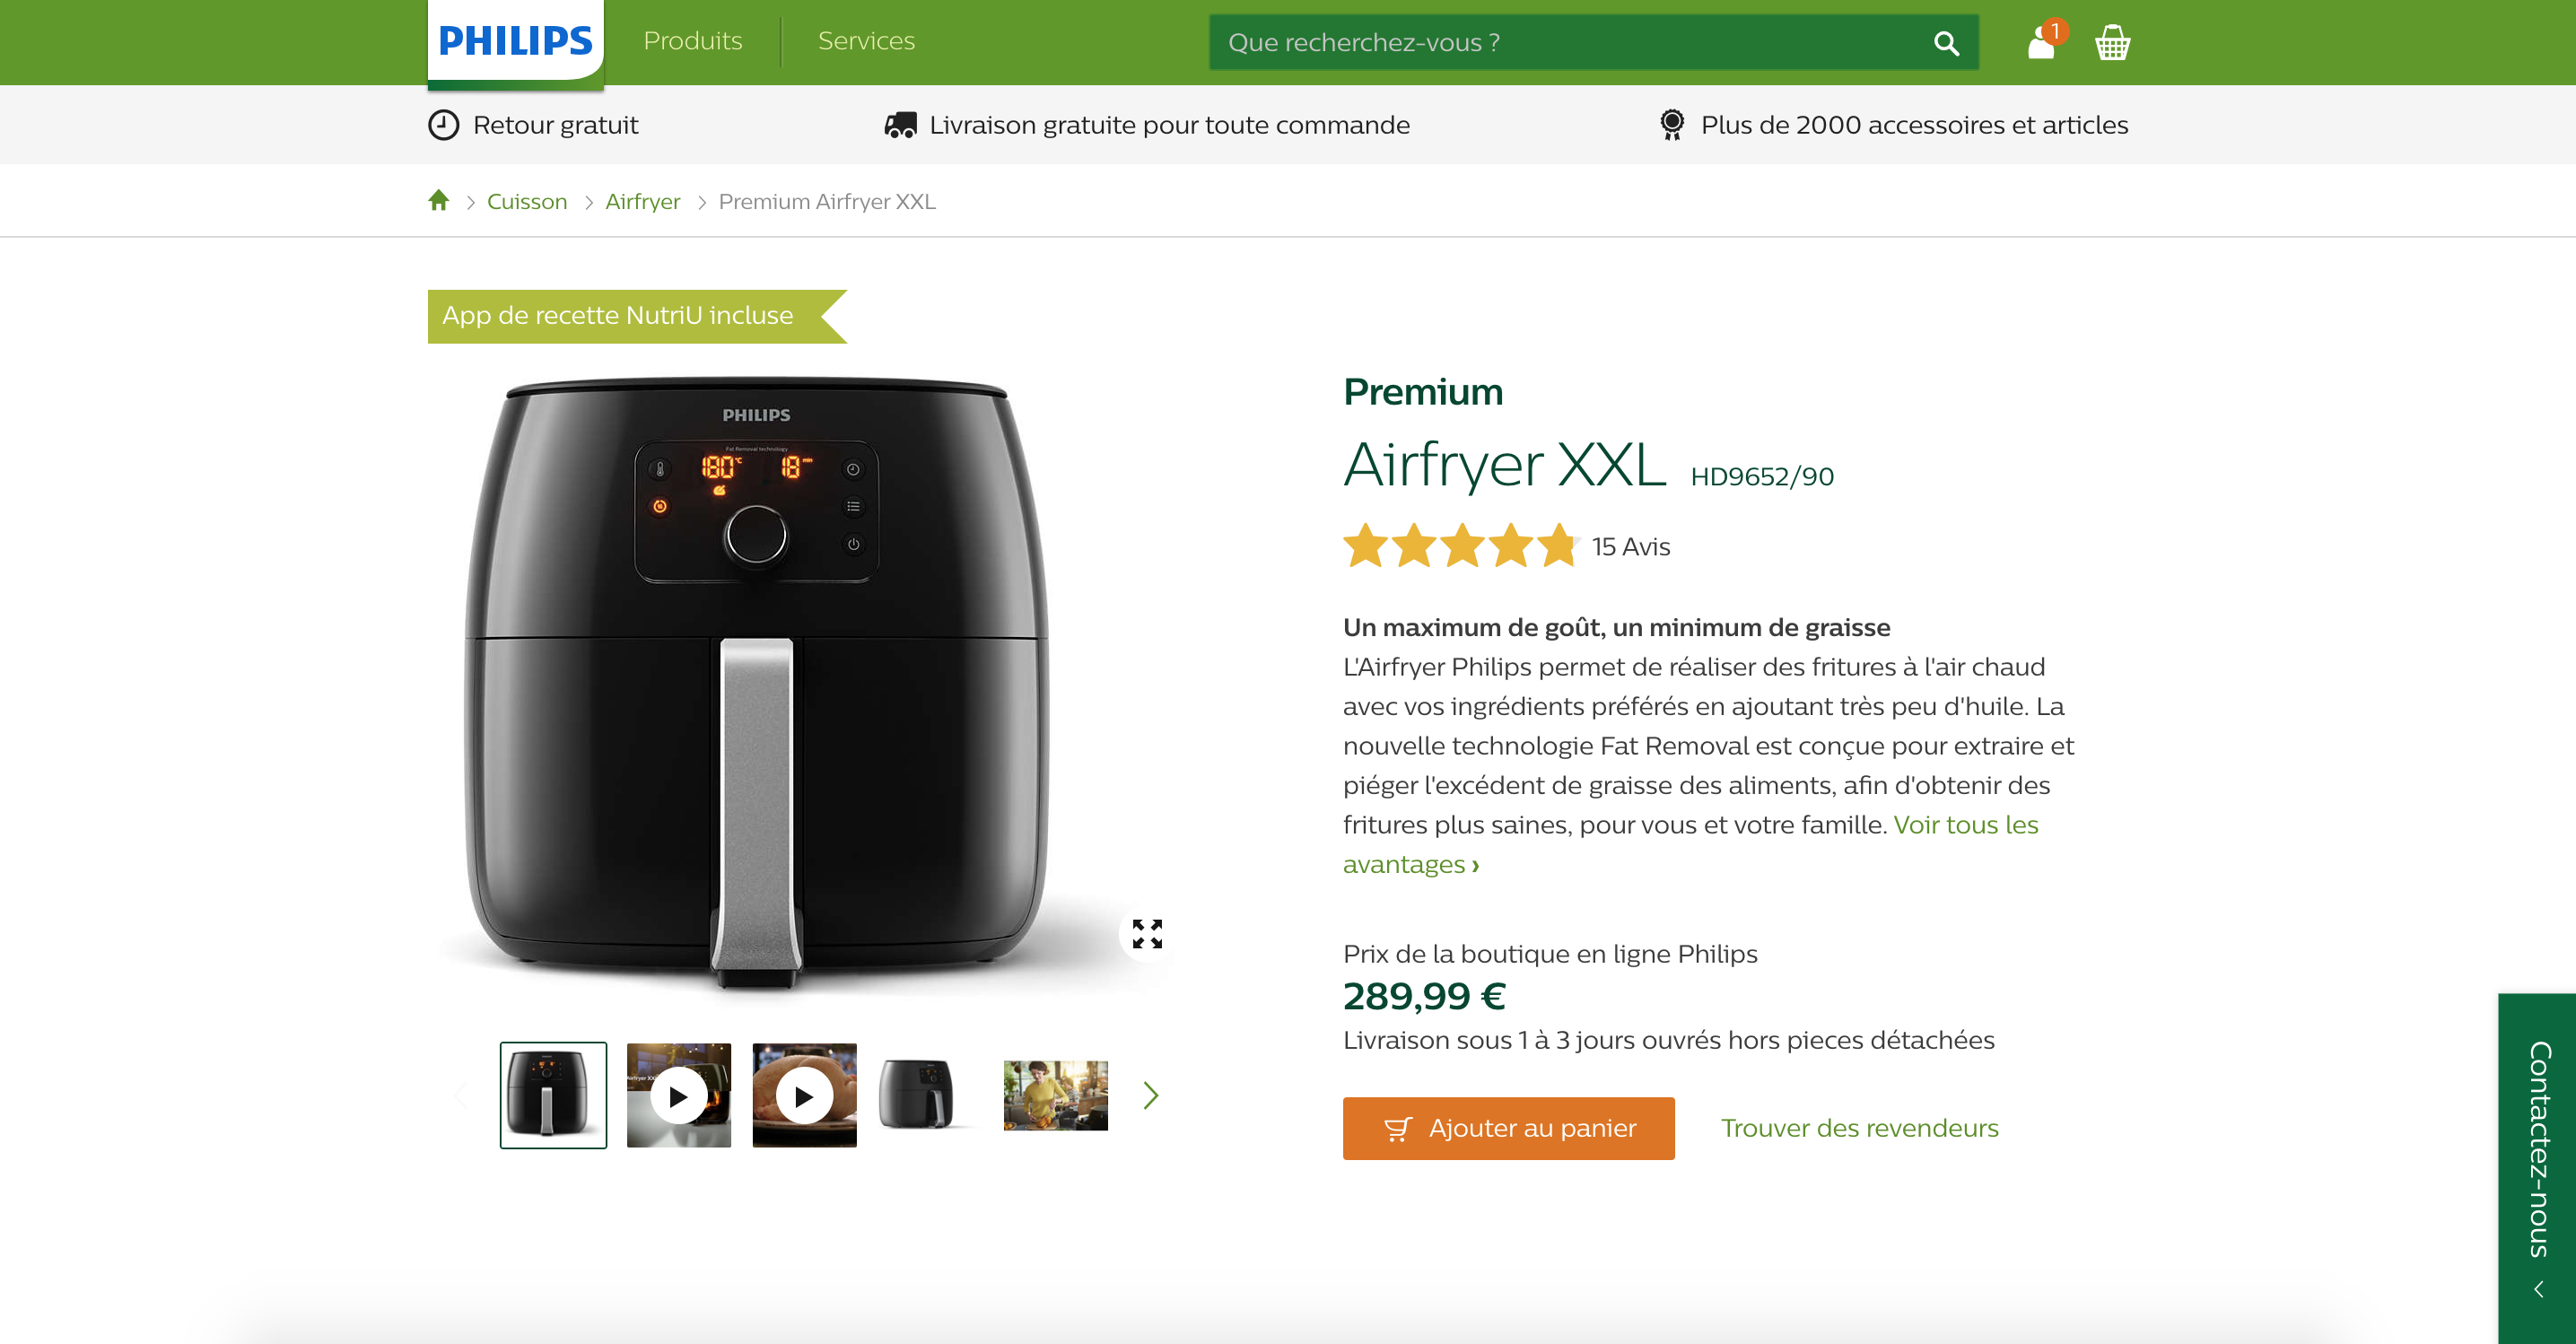 PHILIPS
Produits
Services
Que recherchez-vous ?
1
Retour gratuit
Livraison gratuite pour toute commande
Plus de 2000 accessoires et articles
Cuisson
Airfryer
Premium Airfryer XXL
App de recette NutriU incluse
PHILIPS
Fat Removal technology
180°C
18 min
Premium
Airfryer XXL HD9652/90
15 Avis
Un maximum de goût, un minimum de graisse
L'Airfryer Philips permet de réaliser des fritures à l'air chaud
avec vos ingrédients préférés en ajoutant très peu d'huile. La
nouvelle technologie Fat Removal est conçue pour extraire et
piéger l'excédent de graisse des aliments, afin d'obtenir des
fritures plus saines, pour vous et votre famille. Voir tous les
avantages ›
Prix de la boutique en ligne Philips
289,99 €
Livraison sous 1 à 3 jours ouvrés hors pieces détachées
Ajouter au panier
Trouver des revendeurs
Contactez-nous